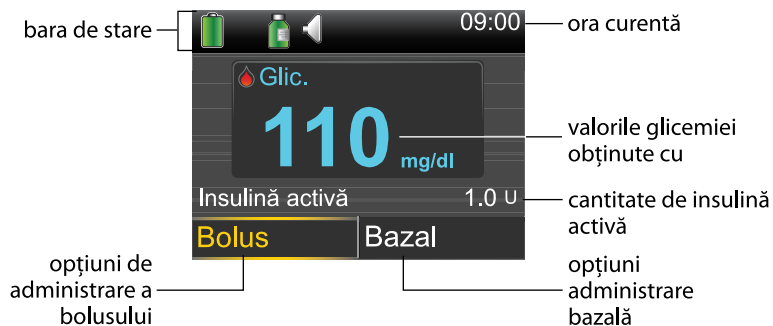 bara de stare
09:00
ora curentă
Glic.
110
mg/dl
valorile glicemiei
obținute cu
Insulină activă
1.0 U
cantitate de insulină
activă
Bolus
Bazal
opțiuni de
administrare a
bolusului
opțiuni
administrare
bazală